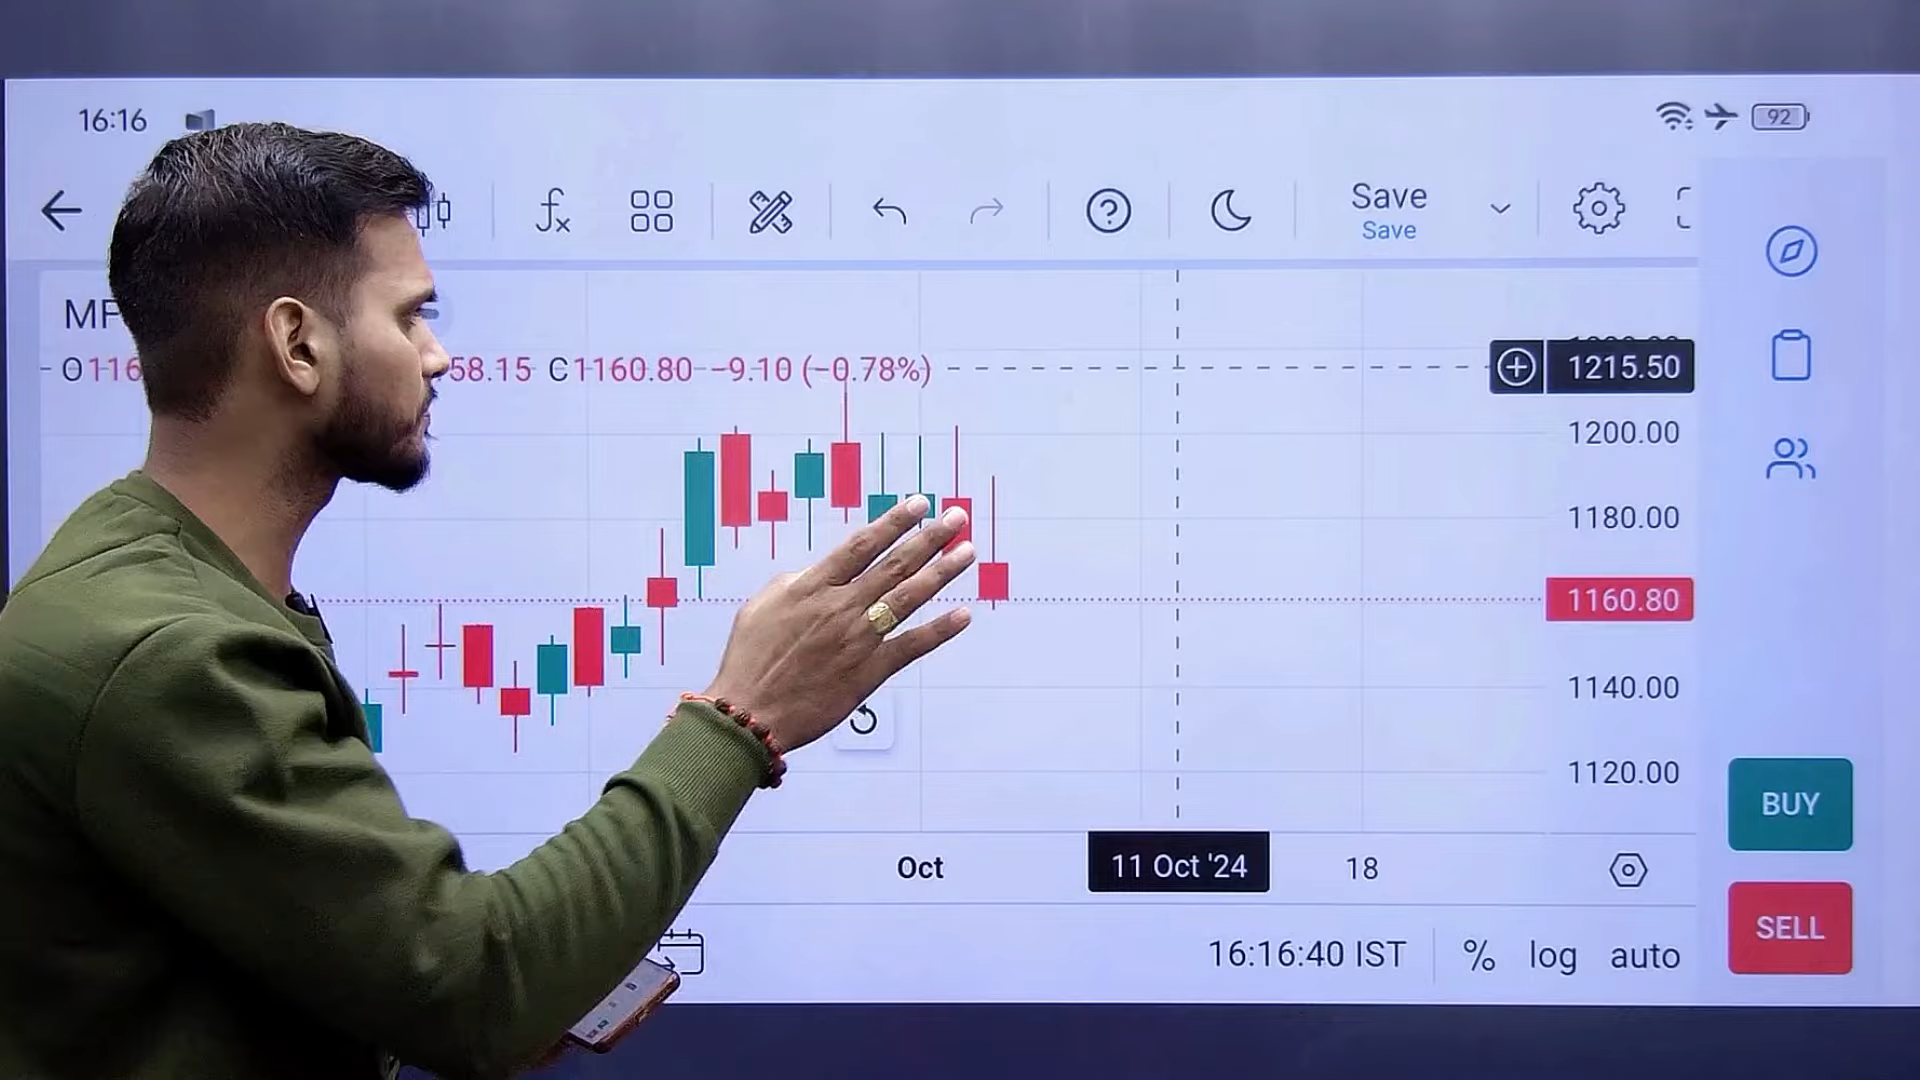 16:16
92
Save
Save
MF
O116 58.15 C1160.80 −9.10 (−0.78%)
1215.50
1200.00
1180.00
1160.80
1140.00
1120.00
BUY
Oct 11 Oct '24 18
SELL
16:16:40 IST % log auto